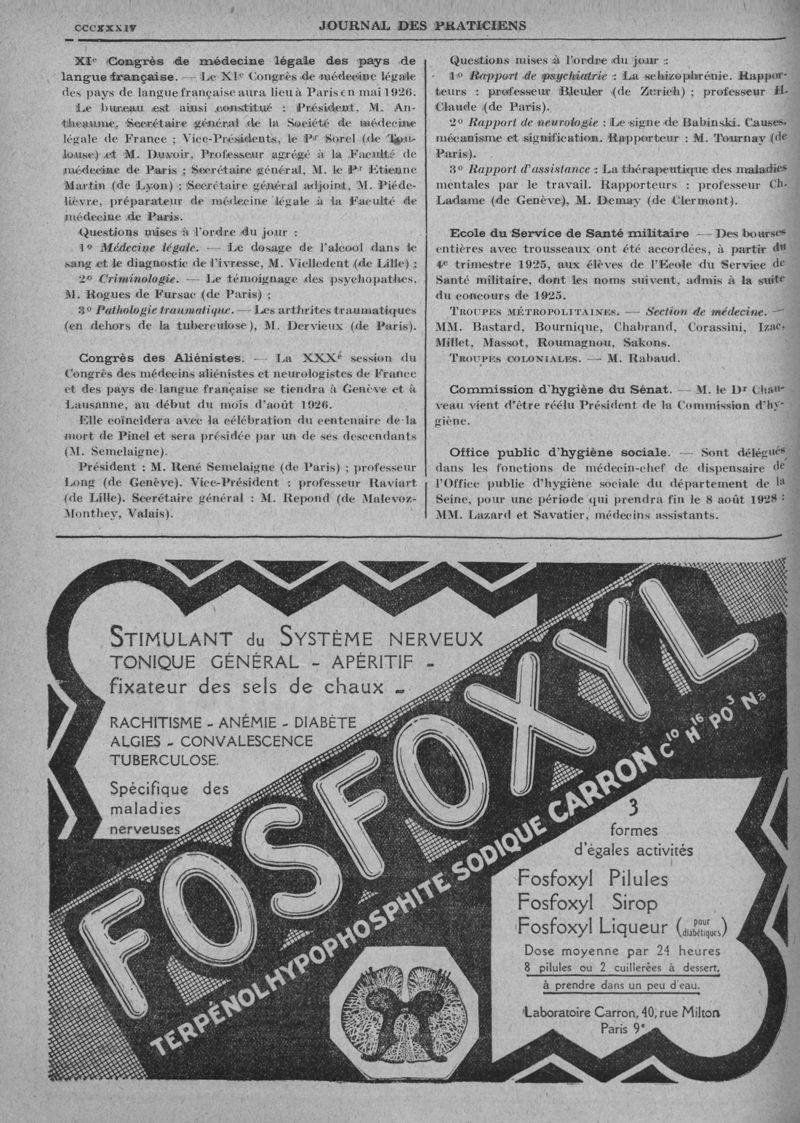 CCCXXXIV
JOURNAL DES PRATICIENS
XIe Congrès de médecine légale des pays de
langue française. — Le XIe Congrès de médecine légale
des pays de langue française aura lieu à Paris en mai 1926.
Le bureau est ainsi constitué : Président, M. An-
theaume, Secrétaire général de la Société de médecine
légale de France ; Vice-Présidents, le Pr Sorel (de Tou-
louse) et M. Duvoir, Professeur agrégé à la Faculté de
médecine de Paris ; Secrétaire général, M. le Pr Etienne
Martin (de Lyon) ; Secrétaire général adjoint, M. Piéde-
lièvre, préparateur de médecine légale à la Faculté de
médecine de Paris.
Questions mises à l'ordre du jour :
1o Médecine légale. — Le dosage de l'alcool dans le
sang et le diagnostic de l'ivresse, M. Vielledent (de Lille) ;
2o Criminologie. — Le témoignage des psychopathes,
M. Rogues de Fursac (de Paris) ;
3o Pathologie traumatique. — Les arthrites traumatiques
(en dehors de la tuberculose), M. Dervieux (de Paris).
Congrès des Aliénistes. — La XXXe session du
Congrès des médecins aliénistes et neurologistes de France
et des pays de langue française se tiendra à Genève et à
Lausanne, au début du mois d'août 1926.
Elle coïncidera avec la célébration du centenaire de la
mort de Pinel et sera présidée par un de ses descendants
(M. Semelaigne).
Président : M. René Semelaigne (de Paris) ; professeur
Long (de Genève). Vice-Président : professeur Raviart
(de Lille). Secrétaire général : M. Repond (de Malevoz-
Monthey, Valais).
Questions mises à l'ordre du jour :
1o Rapport de psychiatrie : La schizophrénie. Rappor-
teurs : professeur Bleuler (de Zurich) ; professeur H.
Claude (de Paris).
2o Rapport de neurologie : Le signe de Babinski. Causes,
mécanisme et signification. Rapporteur : M. Tournay (de
Paris).
3o Rapport d'assistance : La thérapeutique des maladies
mentales par le travail. Rapporteurs : professeur Ch.
Ladame (de Genève), M. Demay (de Clermont).
Ecole du Service de Santé militaire — Des bourses
entières avec trousseaux ont été accordées, à partir du
4e trimestre 1925, aux élèves de l'Ecole du Service de
Santé militaire, dont les noms suivent, admis à la suite
du concours de 1925.
TROUPES MÉTROPOLITAINES. — Section de médecine. —
MM. Bastard, Bournique, Chabrand, Corassini, Izac,
Millet, Massot, Roumagnou, Sakons.
TROUPES COLONIALES. — M. Rabaud.
Commission d'hygiène du Sénat. — M. le Dr Chau-
veau vient d'être réélu Président de la Commission d'hy-
giène.
Office public d'hygiène sociale. — Sont délégués
dans les fonctions de médecin-chef de dispensaire de
l'Office public d'hygiène sociale du département de la
Seine, pour une période qui prendra fin le 8 août 1928 :
MM. Lazard et Savatier, médecins assistants.
STIMULANT du SYSTÈME NERVEUX
TONIQUE GÉNÉRAL - APÉRITIF -
fixateur des sels de chaux -
RACHITISME - ANÉMIE - DIABÈTE
ALGIES - CONVALESCENCE
TUBERCULOSE.
Spécifique des
maladies
nerveuses
FOSFOXYL
TERPÉNOLHYPOPHOSPHITE SODIQUE CARRON C10 H16 PO3 Na
3
formes
d'égales activités
Fosfoxyl Pilules
Fosfoxyl Sirop
Fosfoxyl Liqueur (pour diabétiques)
Dose moyenne par 24 heures
8 pilules ou 2 cuillerées à dessert,
à prendre dans un peu d'eau.
Laboratoire Carron, 40, rue Milton
Paris 9e